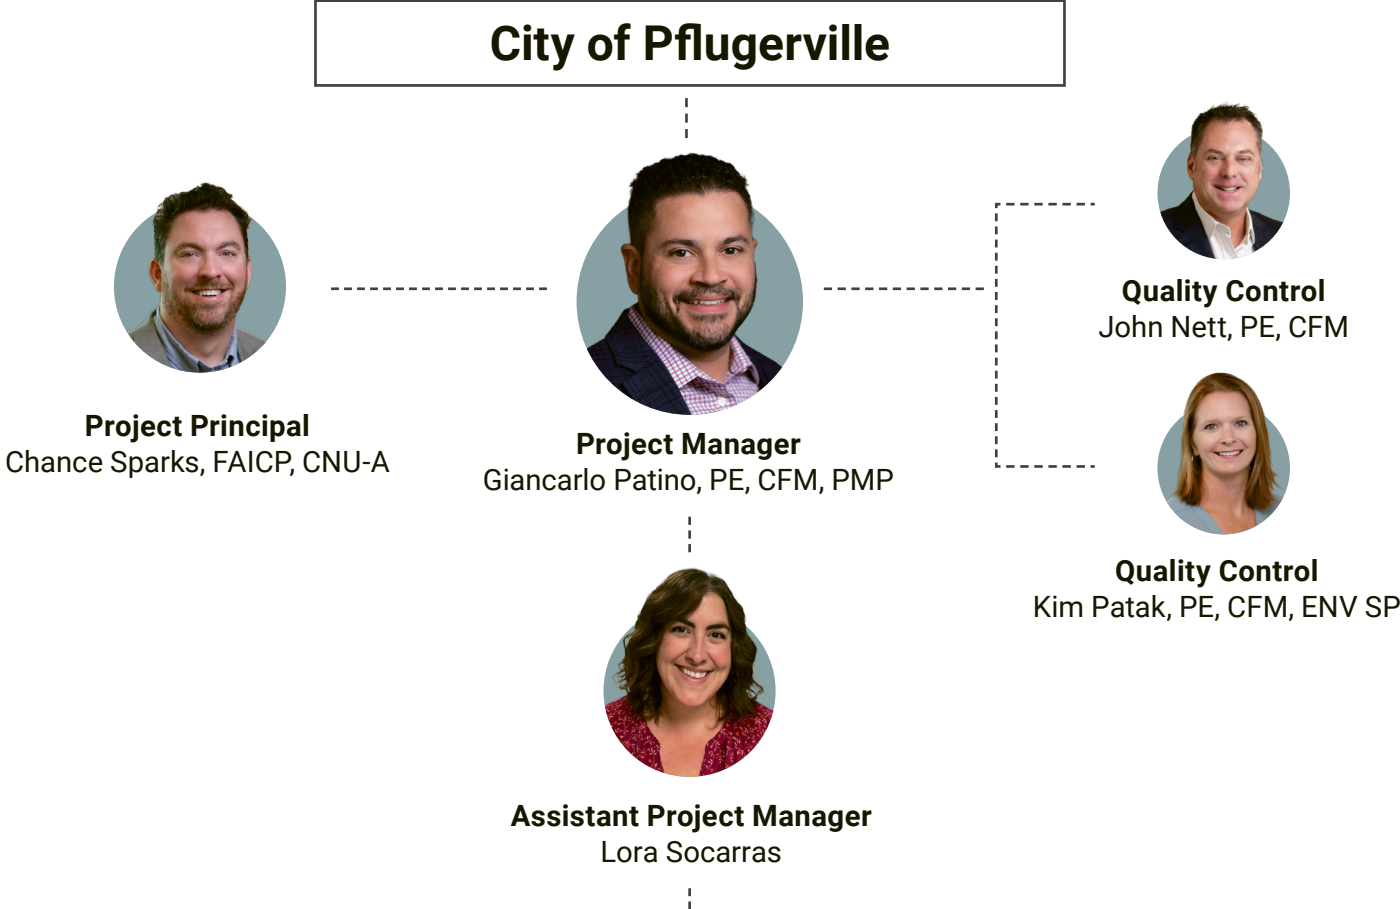 City of Pflugerville
Quality Control
John Nett, PE, CFM
Project Principal
Chance Sparks, FAICP, CNU-A
Project Manager
Giancarlo Patino, PE, CFM, PMP
Quality Control
Kim Patak, PE, CFM, ENV SP
Assistant Project Manager
Lora Socarras